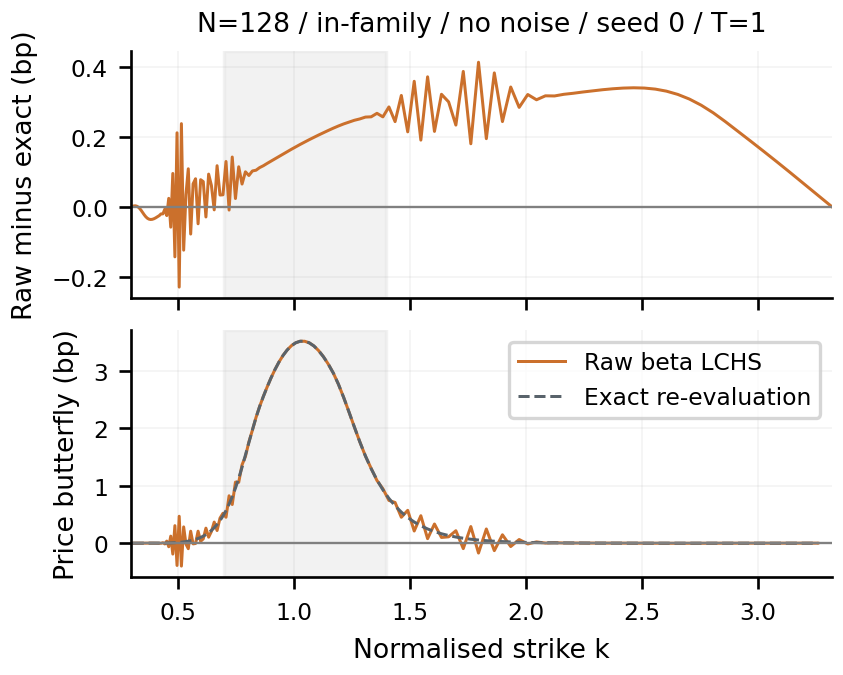 N=128 / in-family / no noise / seed 0 / T=1
Raw minus exact (bp)
0.4
0.2
0.0
−0.2
Price butterfly (bp)
3
2
1
0
Raw beta LCHS
Exact re-evaluation
0.5 1.0 1.5 2.0 2.5 3.0
Normalised strike k